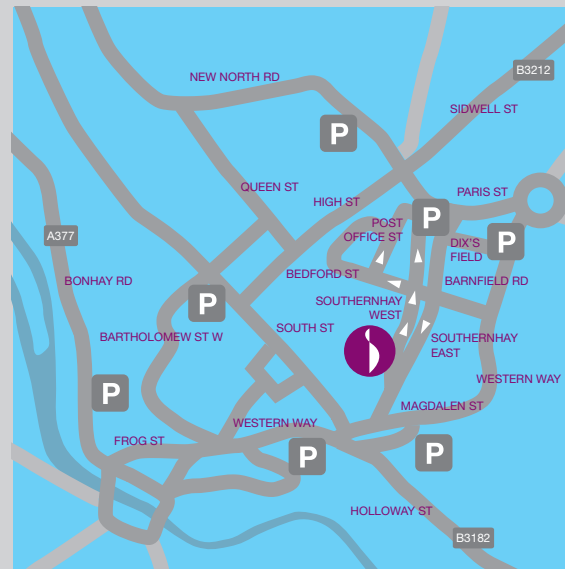 B3212
NEW NORTH RD
SIDWELL ST
P
QUEEN ST
PARIS ST
HIGH ST
P
POST
OFFICE ST
A377
DIX'S
FIELD
P
BEDFORD ST
BONHAY RD
BARNFIELD RD
P
SOUTHERNHAY
WEST
SOUTH ST
BARTHOLOMEW ST W
SOUTHERNHAY
EAST
WESTERN WAY
P
MAGDALEN ST
WESTERN WAY
FROG ST
P
P
HOLLOWAY ST
B3182